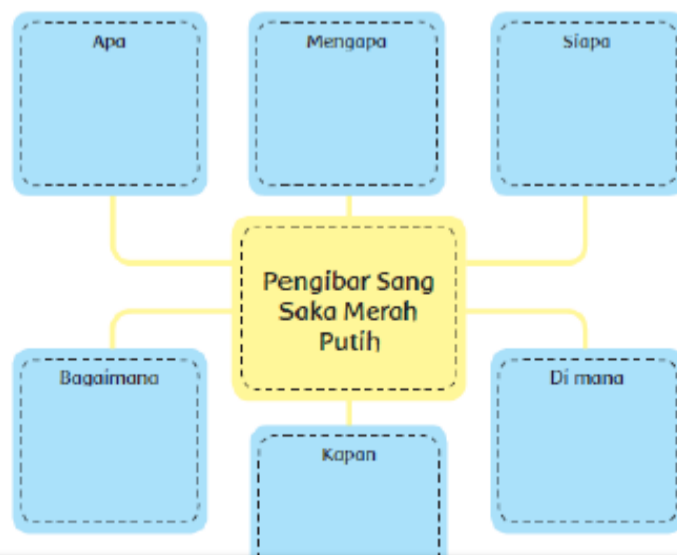 Apa
Mengapa
Siapa
Pengibar Sang
Saka Merah
Putih
Bagaimana
Di mana
Kapan